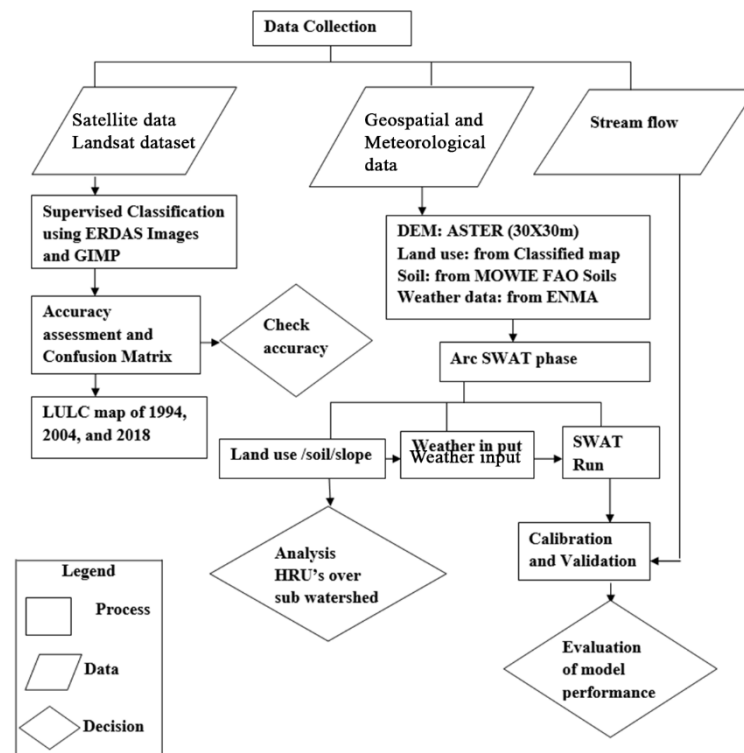 Data Collection
Satellite data
Landsat dataset
Geospatial and
Meteorological
data
Stream flow
Supervised Classification
using ERDAS Images
and GIMP
DEM: ASTER (30X30m)
Land use: from Classified map
Soil: from MOWIE FAO Soils
Weather data: from ENMA
Accuracy
assessment and
Confusion Matrix
Check
accuracy
Arc SWAT phase
LULC map of 1994,
2004, and 2018
Land use /soil/slope
Weather in put
Weather input
SWAT
Run
Analysis
HRU's over
sub watershed
Calibration
and Validation
Evaluation
of model
performance
Legend
Process
Data
Decision